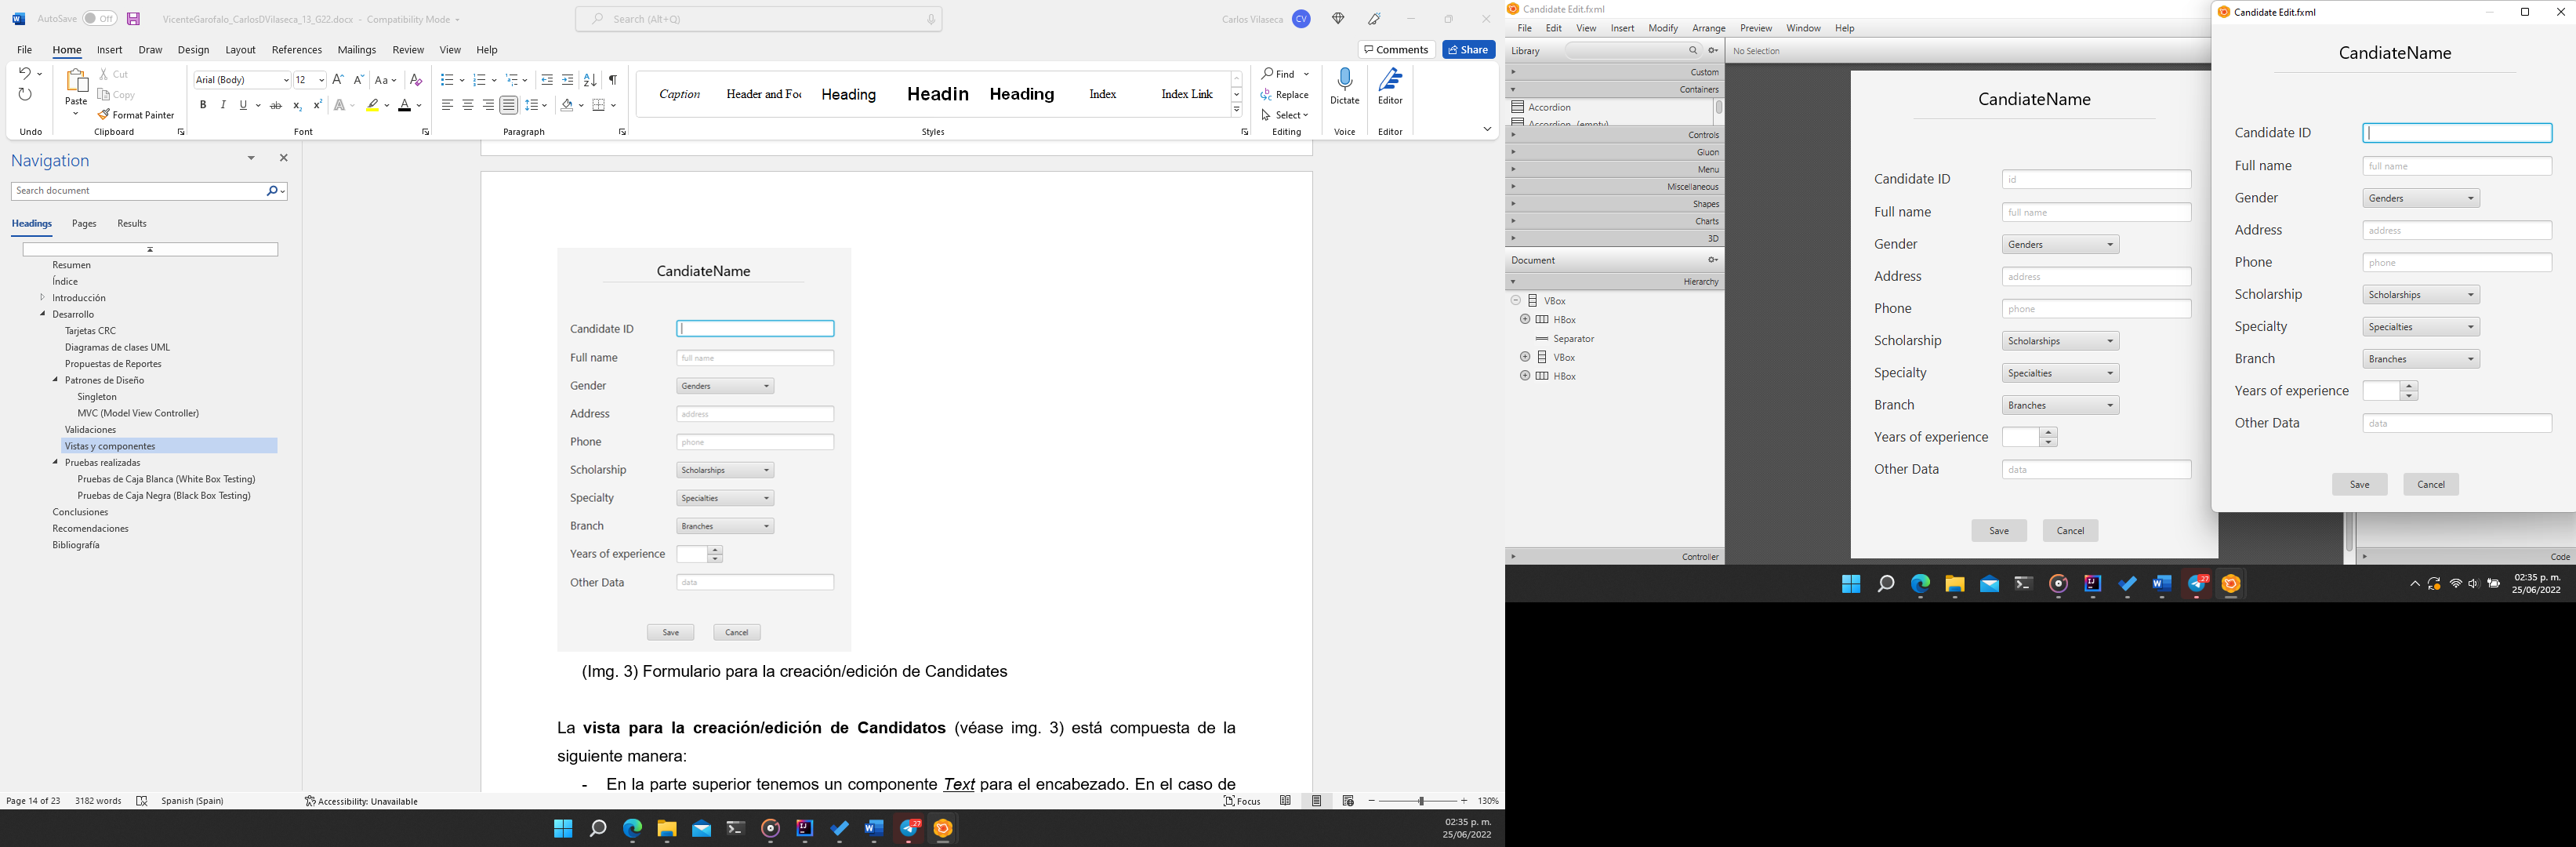 AutoSave Off VicenteGarofalo_CarlosDVilaseca_13_G22.docx - Compatibility Mode Search (Alt+Q) Carlos Vilaseca CV
File Home Insert Draw Design Layout References Mailings Review View Help Comments Share
Paste
Cut
Copy
Format Painter
Arial (Body) 12
Caption Header and Foo Heading Headin Heading Index Index Link
Find
Replace
Select
Dictate
Editor
Undo Clipboard Font Paragraph Styles Editing Voice Editor
Navigation
Search document
Headings Pages Results
Resumen
Índice
Introducción
Desarrollo
Tarjetas CRC
Diagramas de clases UML
Propuestas de Reportes
Patrones de Diseño
Singleton
MVC (Model View Controller)
Validaciones
Vistas y componentes
Pruebas realizadas
Pruebas de Caja Blanca (White Box Testing)
Pruebas de Caja Negra (Black Box Testing)
Conclusiones
Recomendaciones
Bibliografía
CandiateName
Candidate ID
Full name full name
Gender Genders
Address address
Phone phone
Scholarship Scholarships
Specialty Specialties
Branch Branches
Years of experience
Other Data data
Save Cancel
(Img. 3) Formulario para la creación/edición de Candidates
La vista para la creación/edición de Candidatos (véase img. 3) está compuesta de la
siguiente manera:
- En la parte superior tenemos un componente Text para el encabezado. En el caso de
Page 14 of 23 3182 words Spanish (Spain) Accessibility: Unavailable Focus 130%
27
02:35 p. m.
25/06/2022
Candidate Edit.fxml
File Edit View Insert Modify Arrange Preview Window Help
Library
No Selection
Custom
Containers
Accordion
Accordion (empty)
Controls
Gluon
Menu
Miscellaneous
Shapes
Charts
3D
Document
Hierarchy
VBox
HBox
Separator
VBox
HBox
Controller
CandiateName
Candidate ID id
Full name full name
Gender Genders
Address address
Phone phone
Scholarship Scholarships
Specialty Specialties
Branch Branches
Years of experience
Other Data data
Save Cancel
Candidate Edit.fxml
CandiateName
Candidate ID
Full name full name
Gender Genders
Address address
Phone phone
Scholarship Scholarships
Specialty Specialties
Branch Branches
Years of experience
Other Data data
Save Cancel
Code
27
02:35 p. m.
25/06/2022